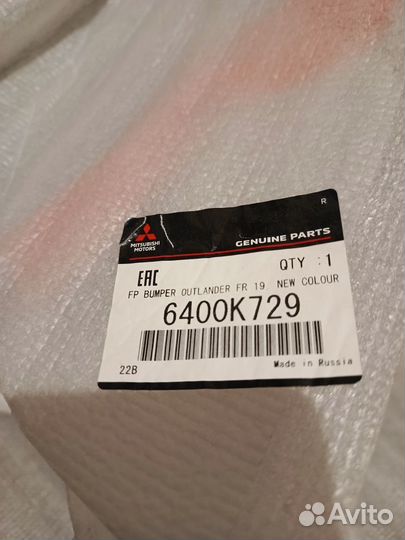 R
MITSUBISHI
MOTORS
GENUINE PARTS
EAC
QTY :1
FP BUMPER OUTLANDER FR 19 NEW COLOUR
6400K729
22B
Made in Russia
Avito